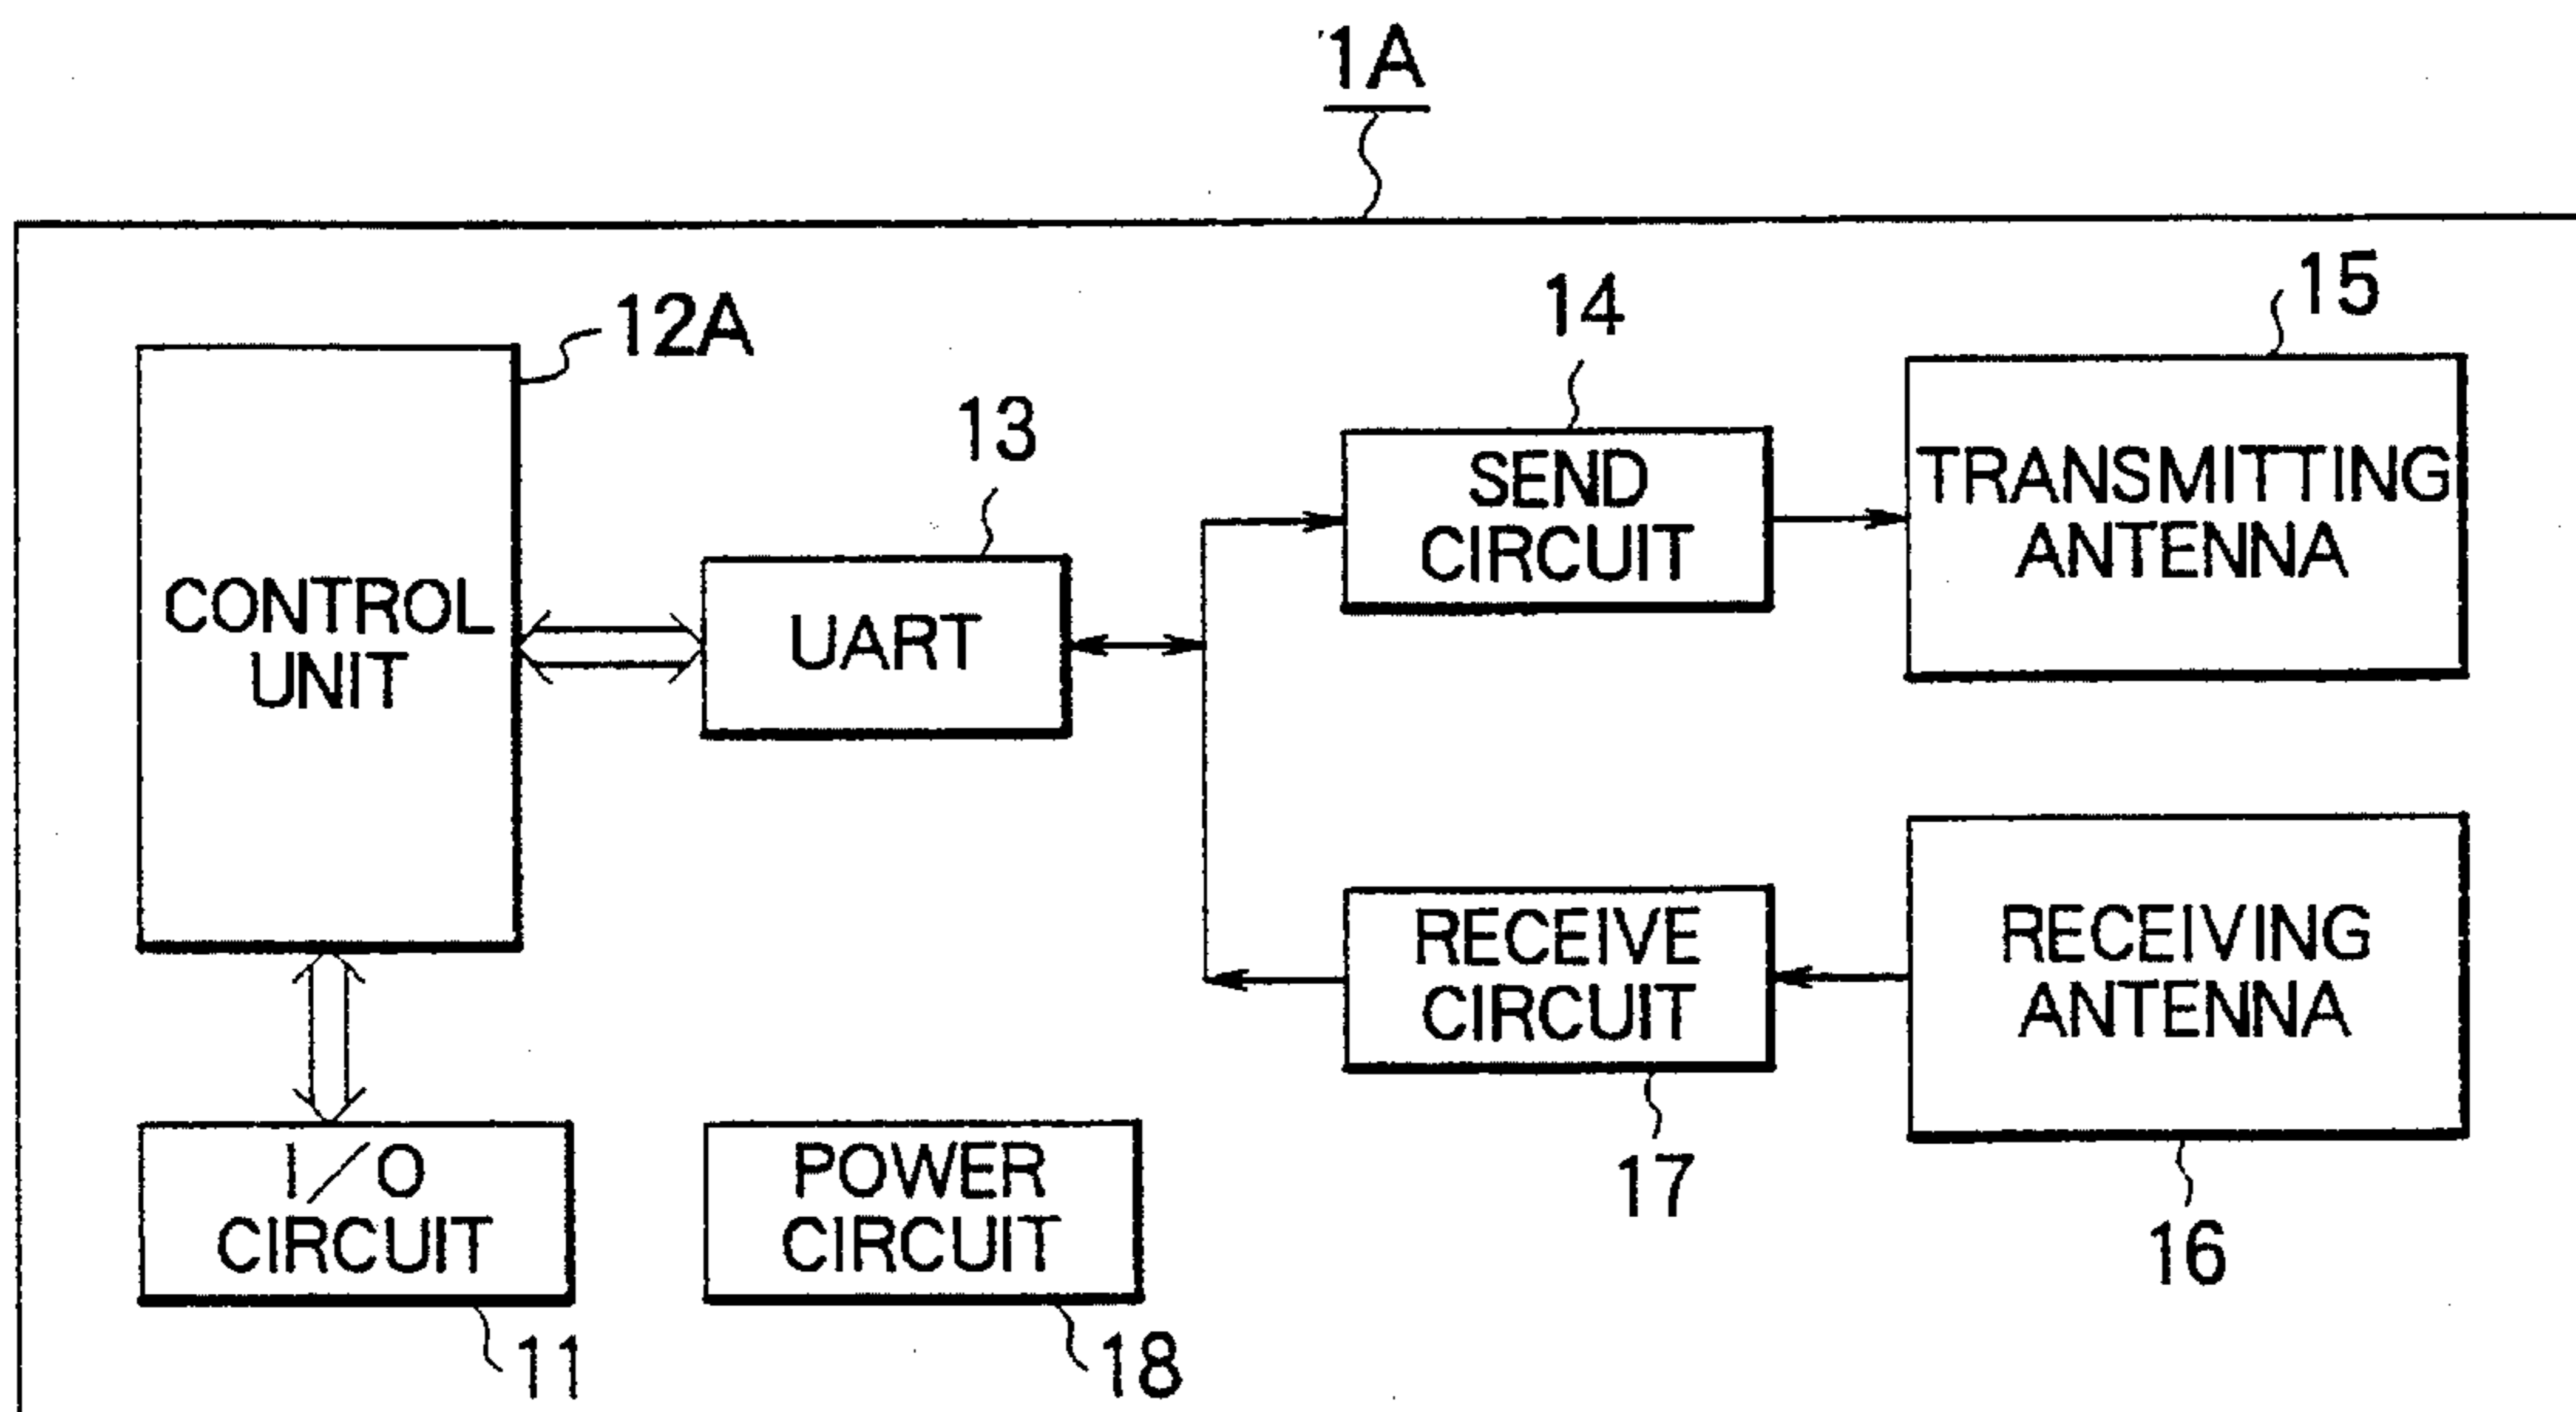 1A
12A
CONTROL
UNIT
13
UART
14
SEND
CIRCUIT
15
TRANSMITTING
ANTENNA
RECEIVE
CIRCUIT
17
RECEIVING
ANTENNA
16
I/O
CIRCUIT
11
POWER
CIRCUIT
18